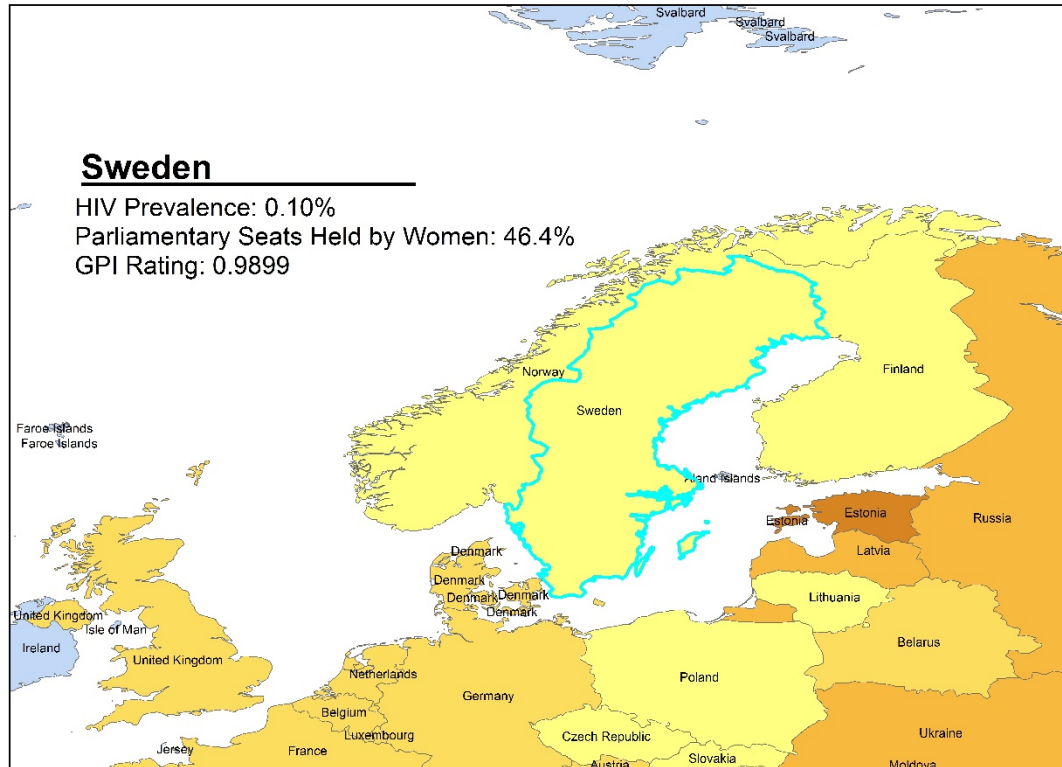 Svalbard
Svalbard
Svalbard
Sweden
HIV Prevalence: 0.10%
Parliamentary Seats Held by Women: 46.4%
GPI Rating: 0.9899
Norway
Finland
Sweden
Faroe Islands
Faroe Islands
Aland Islands
Estonia
Estonia
Russia
Latvia
Denmark
Denmark
Denmark
Denmark
Denmark
Lithuania
United Kingdom
Isle of Man
Ireland
Belarus
United Kingdom
Netherlands
Germany
Poland
Belgium
Luxembourg
Czech Republic
Ukraine
Jersey
France
Austria
Slovakia
Moldova